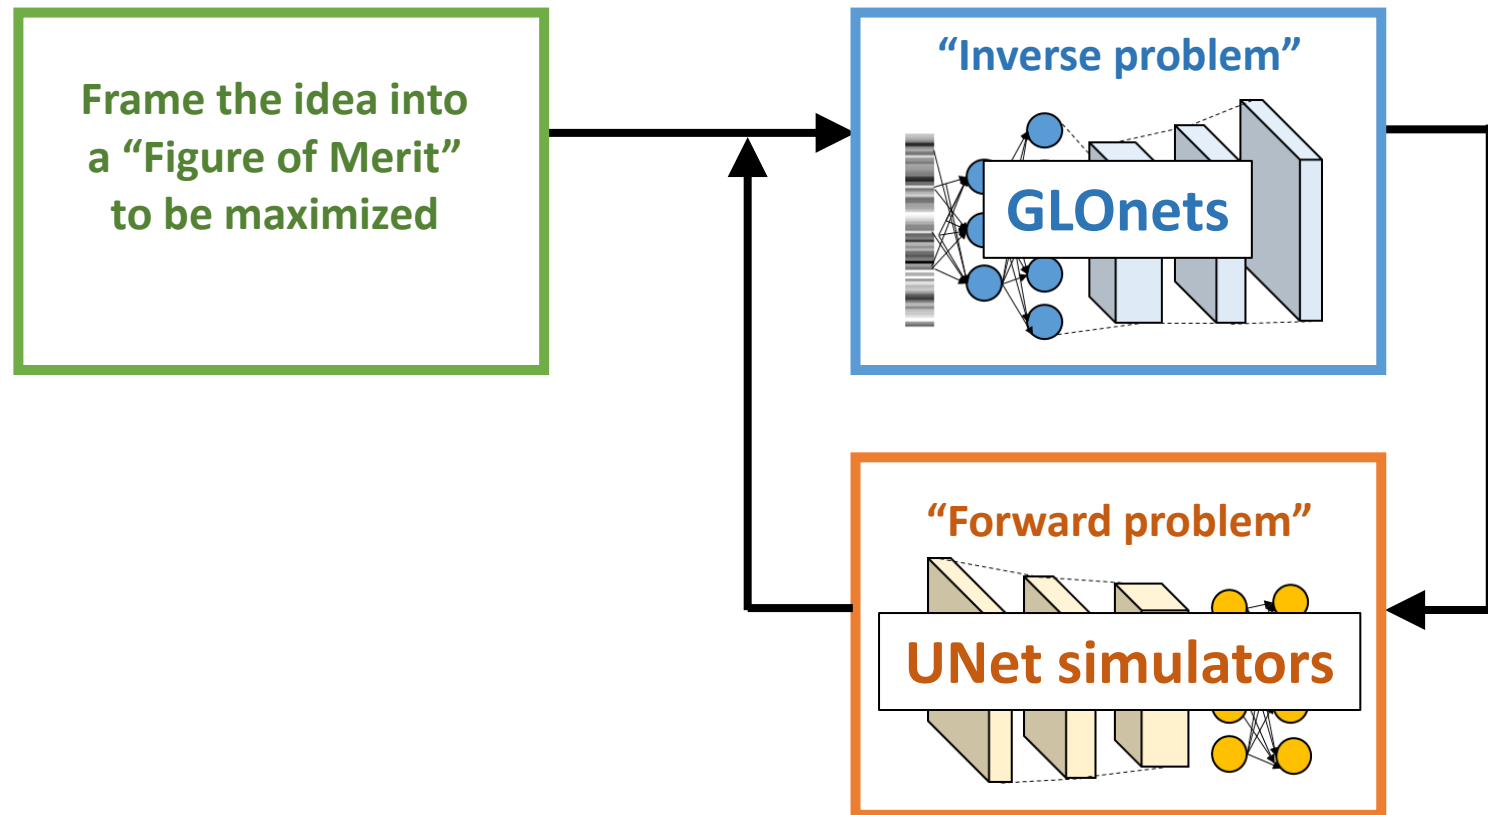 Frame the idea into
a “Figure of Merit”
to be maximized
“Inverse problem”
GLOnets
“Forward problem”
UNet simulators